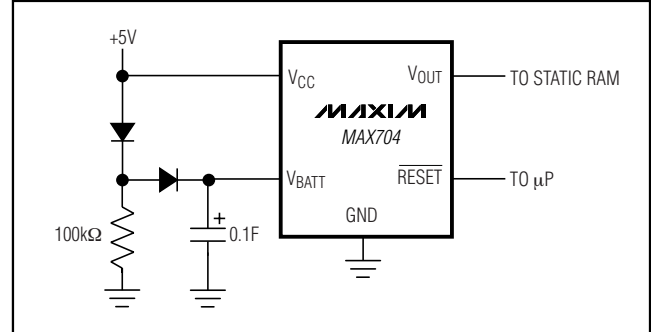 +5V
VCC
VOUT
TO STATIC RAM
MAXIM
MAX704
VBATT
RESET
TO µP
GND
100kΩ
+
0.1F